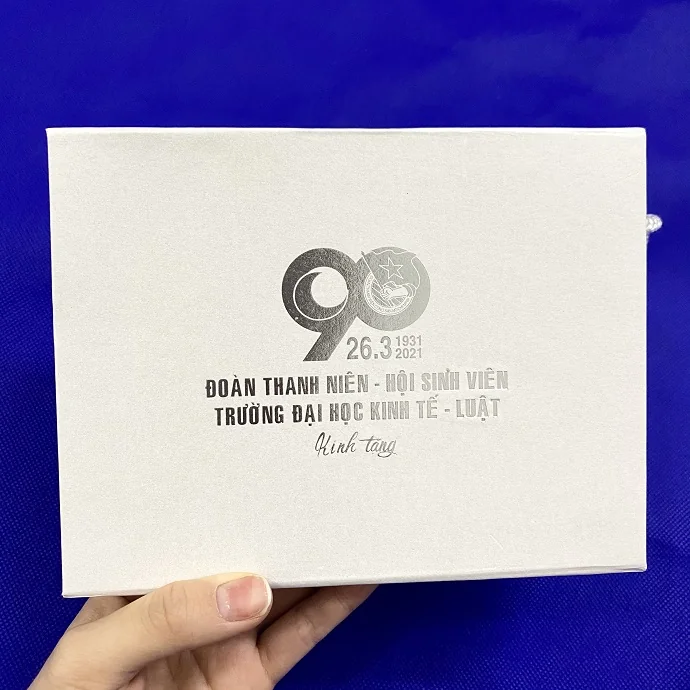 90
26.3 1931
2021
ĐOÀN THANH NIÊN - HỘI SINH VIÊN
TRƯỜNG ĐẠI HỌC KINH TẾ - LUẬT
Kính tặng